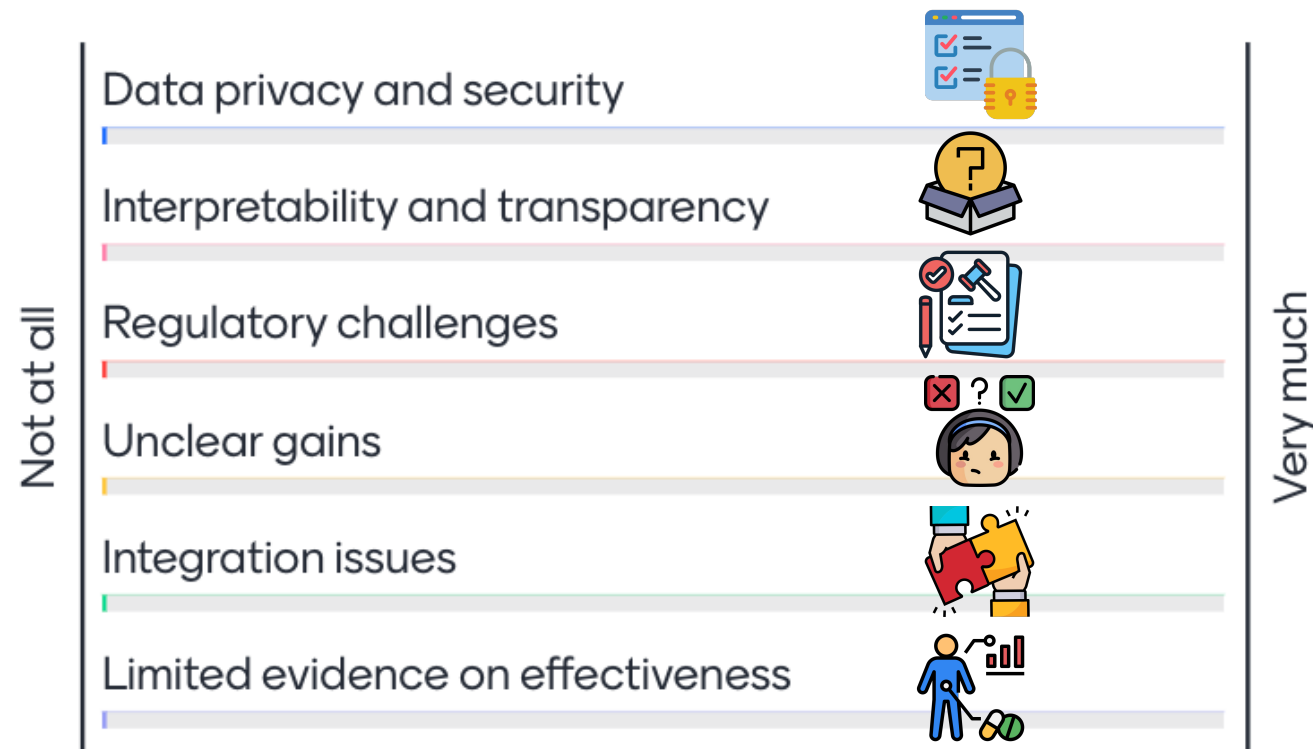 Data privacy and security
Interpretability and transparency
Regulatory challenges
Unclear gains
Integration issues
Limited evidence on effectiveness
Not at all
Very much
?
?